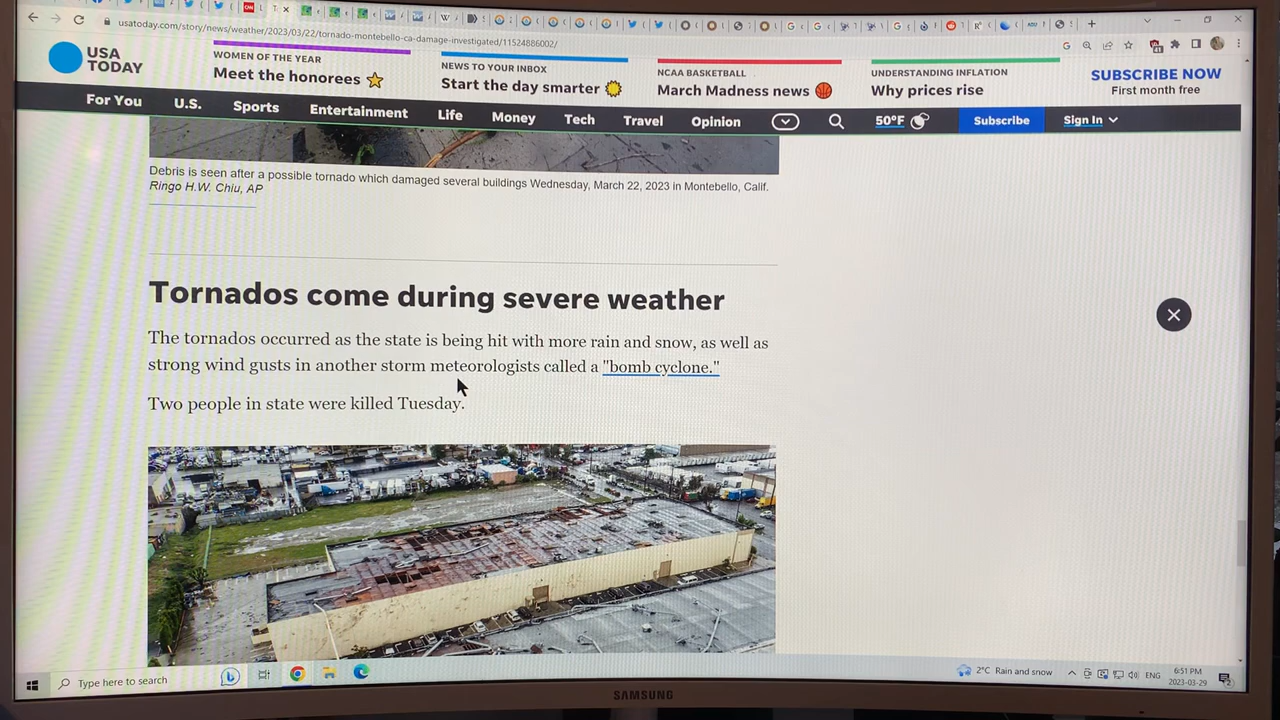 usatoday.com/story/news/weather/2023/03/22/tornado-montebello-ca-damage-investigated/11524886002/
USA
TODAY
WOMEN OF THE YEAR
Meet the honorees
NEWS TO YOUR INBOX
Start the day smarter
NCAA BASKETBALL
March Madness news
UNDERSTANDING INFLATION
Why prices rise
SUBSCRIBE NOW
First month free
For You U.S. Sports Entertainment Life Money Tech Travel Opinion 50°F Subscribe Sign In
Debris is seen after a possible tornado which damaged several buildings Wednesday, March 22, 2023 in Montebello, Calif.
Ringo H.W. Chiu, AP
Tornados come during severe weather
The tornados occurred as the state is being hit with more rain and snow, as well as
strong wind gusts in another storm meteorologists called a "bomb cyclone."
Two people in state were killed Tuesday.
Type here to search
2°C Rain and snow
ENG
6:51 PM
2023-03-29
SAMSUNG